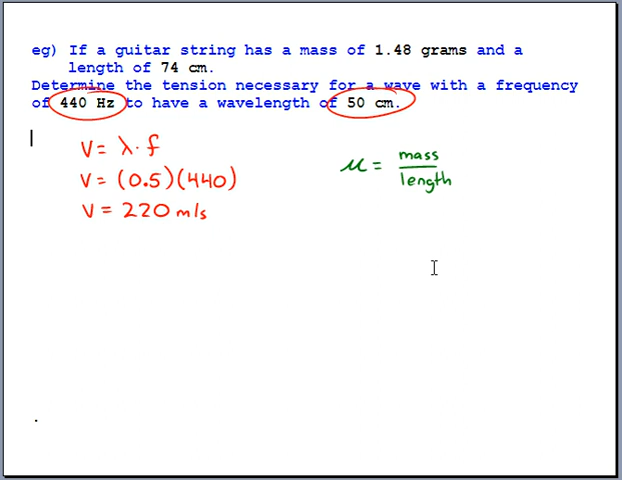 eg) If a guitar string has a mass of 1.48 grams and a
length of 74 cm.
Determine the tension necessary for a wave with a frequency
of 440 Hz to have a wavelength of 50 cm.
V = λ · f
V = (0.5)(440)
V = 220 m/s
μ = mass
length